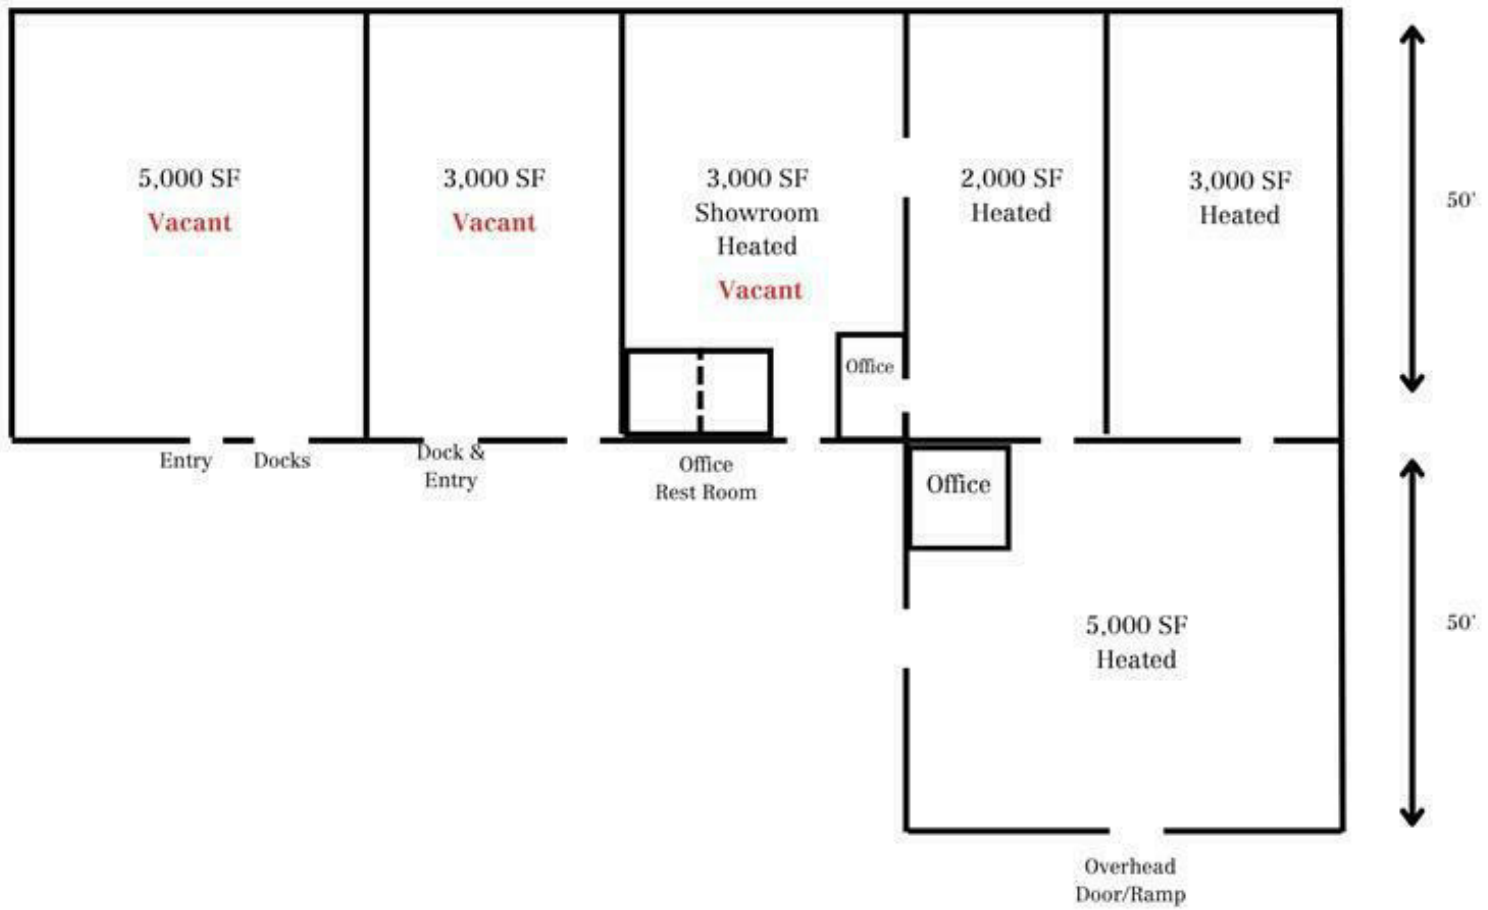 5,000 SF
Vacant
3,000 SF
Vacant
3,000 SF
Showroom
Heated
Vacant
2,000 SF
Heated
3,000 SF
Heated
50'
Office
Entry
Docks
Dock &
Entry
Office
Rest Room
Office
5,000 SF
Heated
50'
Overhead
Door/Ramp